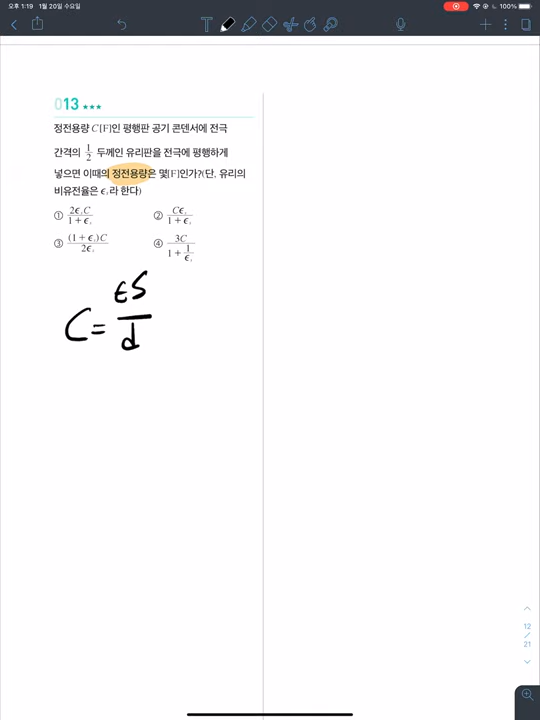 오후 1:19 1월 20일 수요일 100%
013 ★★★
정전용량 C[F]인 평행판 공기 콘덴서에 전극
간격의 1/2 두께인 유리판을 전극에 평행하게
넣으면 이때의 정전용량은 몇[F]인가?(단, 유리의
비유전율은 ϵₛ라 한다)
① 2ϵₛC/(1+ϵₛ) ② Cϵₛ/(1+ϵₛ)
③ (1+ϵₛ)C/2ϵₛ ④ 3C/(1+1/ϵₛ)
C = ϵS/d
12
/
21